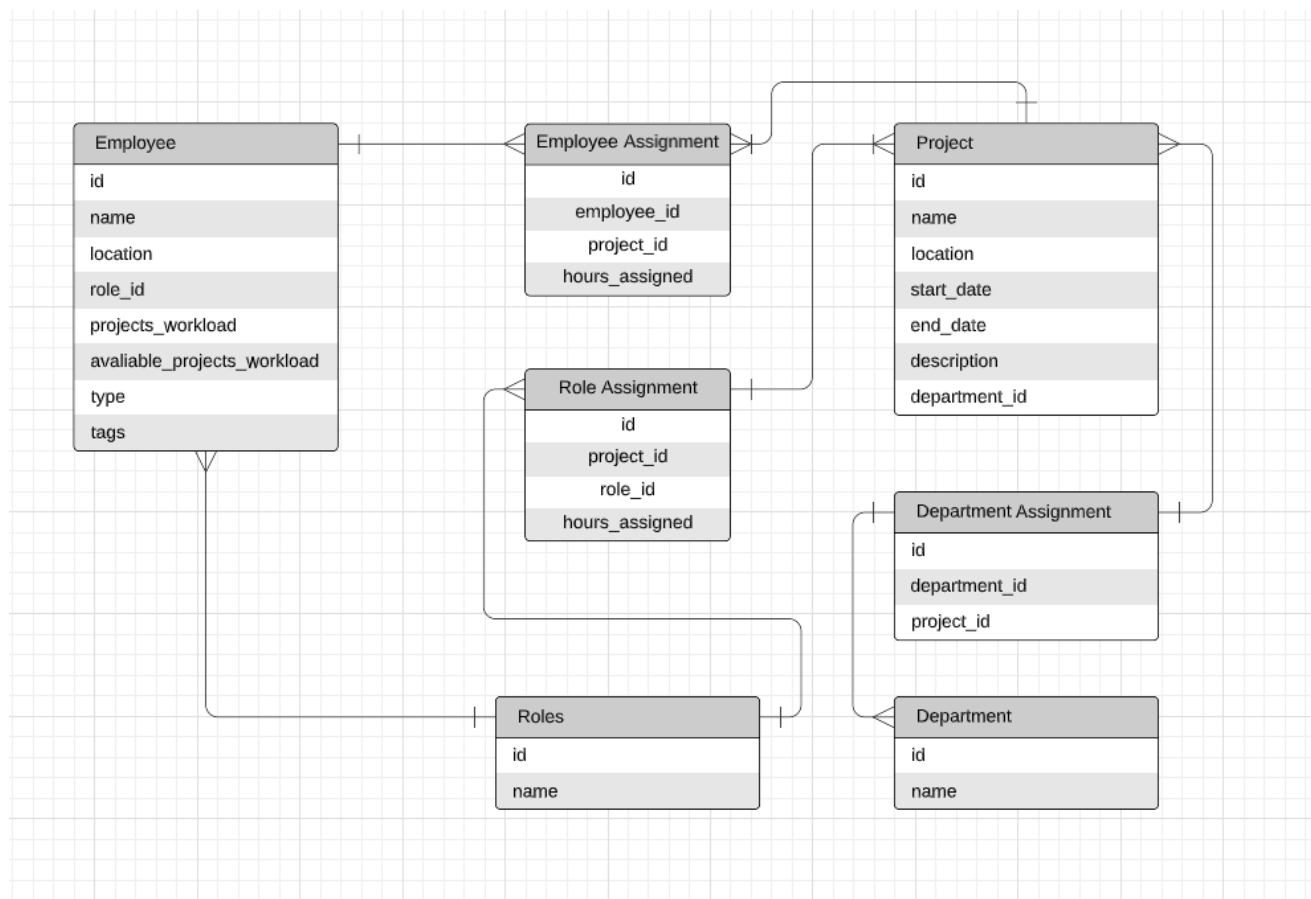 Employee
id
name
location
role_id
projects_workload
avaliable_projects_workload
type
tags
Employee Assignment
id
employee_id
project_id
hours_assigned
Project
id
name
location
start_date
end_date
description
department_id
Role Assignment
id
project_id
role_id
hours_assigned
Department Assignment
id
department_id
project_id
Roles
id
name
Department
id
name